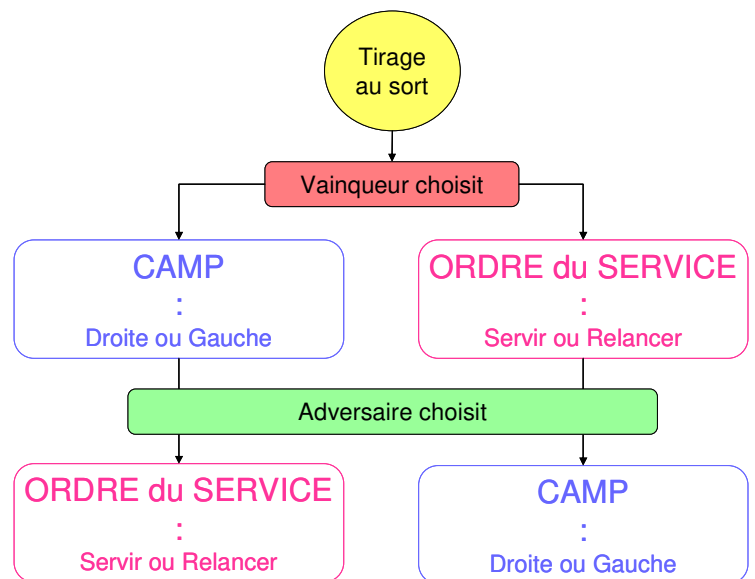 Tirage
au sort
Vainqueur choisit
CAMP
:
Droite ou Gauche
ORDRE du SERVICE
:
Servir ou Relancer
Adversaire choisit
ORDRE du SERVICE
:
Servir ou Relancer
CAMP
:
Droite ou Gauche